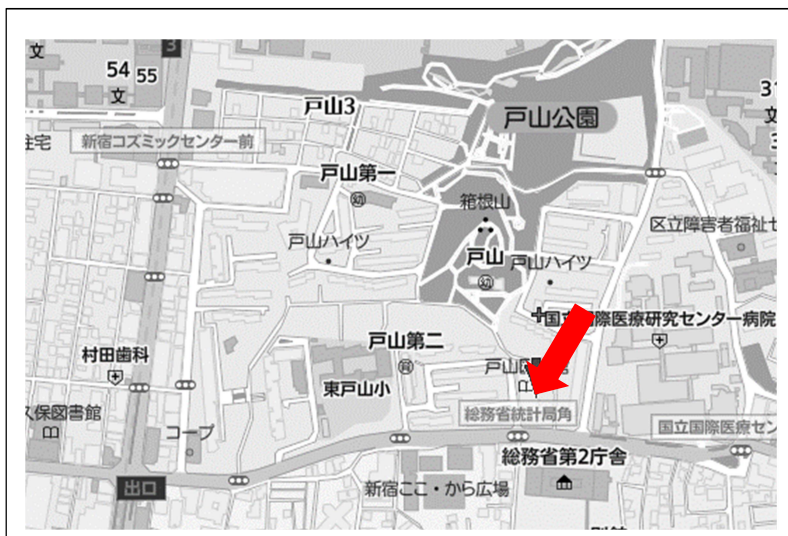 3
文
54 55
文
戸山3
戸山公園
31
文
3
住宅
新宿コズミックセンター前
戸山第一
幼
箱根山
戸山ハイツ
戸山
幼
戸山ハイツ
区立障害者福祉セ
国立国際医療研究センター病院
村田歯科
戸山第二
東戸山小
久保図書館
コープ
総務省統計局角
国立国際医療セン
総務省第2庁舎
出口
新宿ここ・から広場